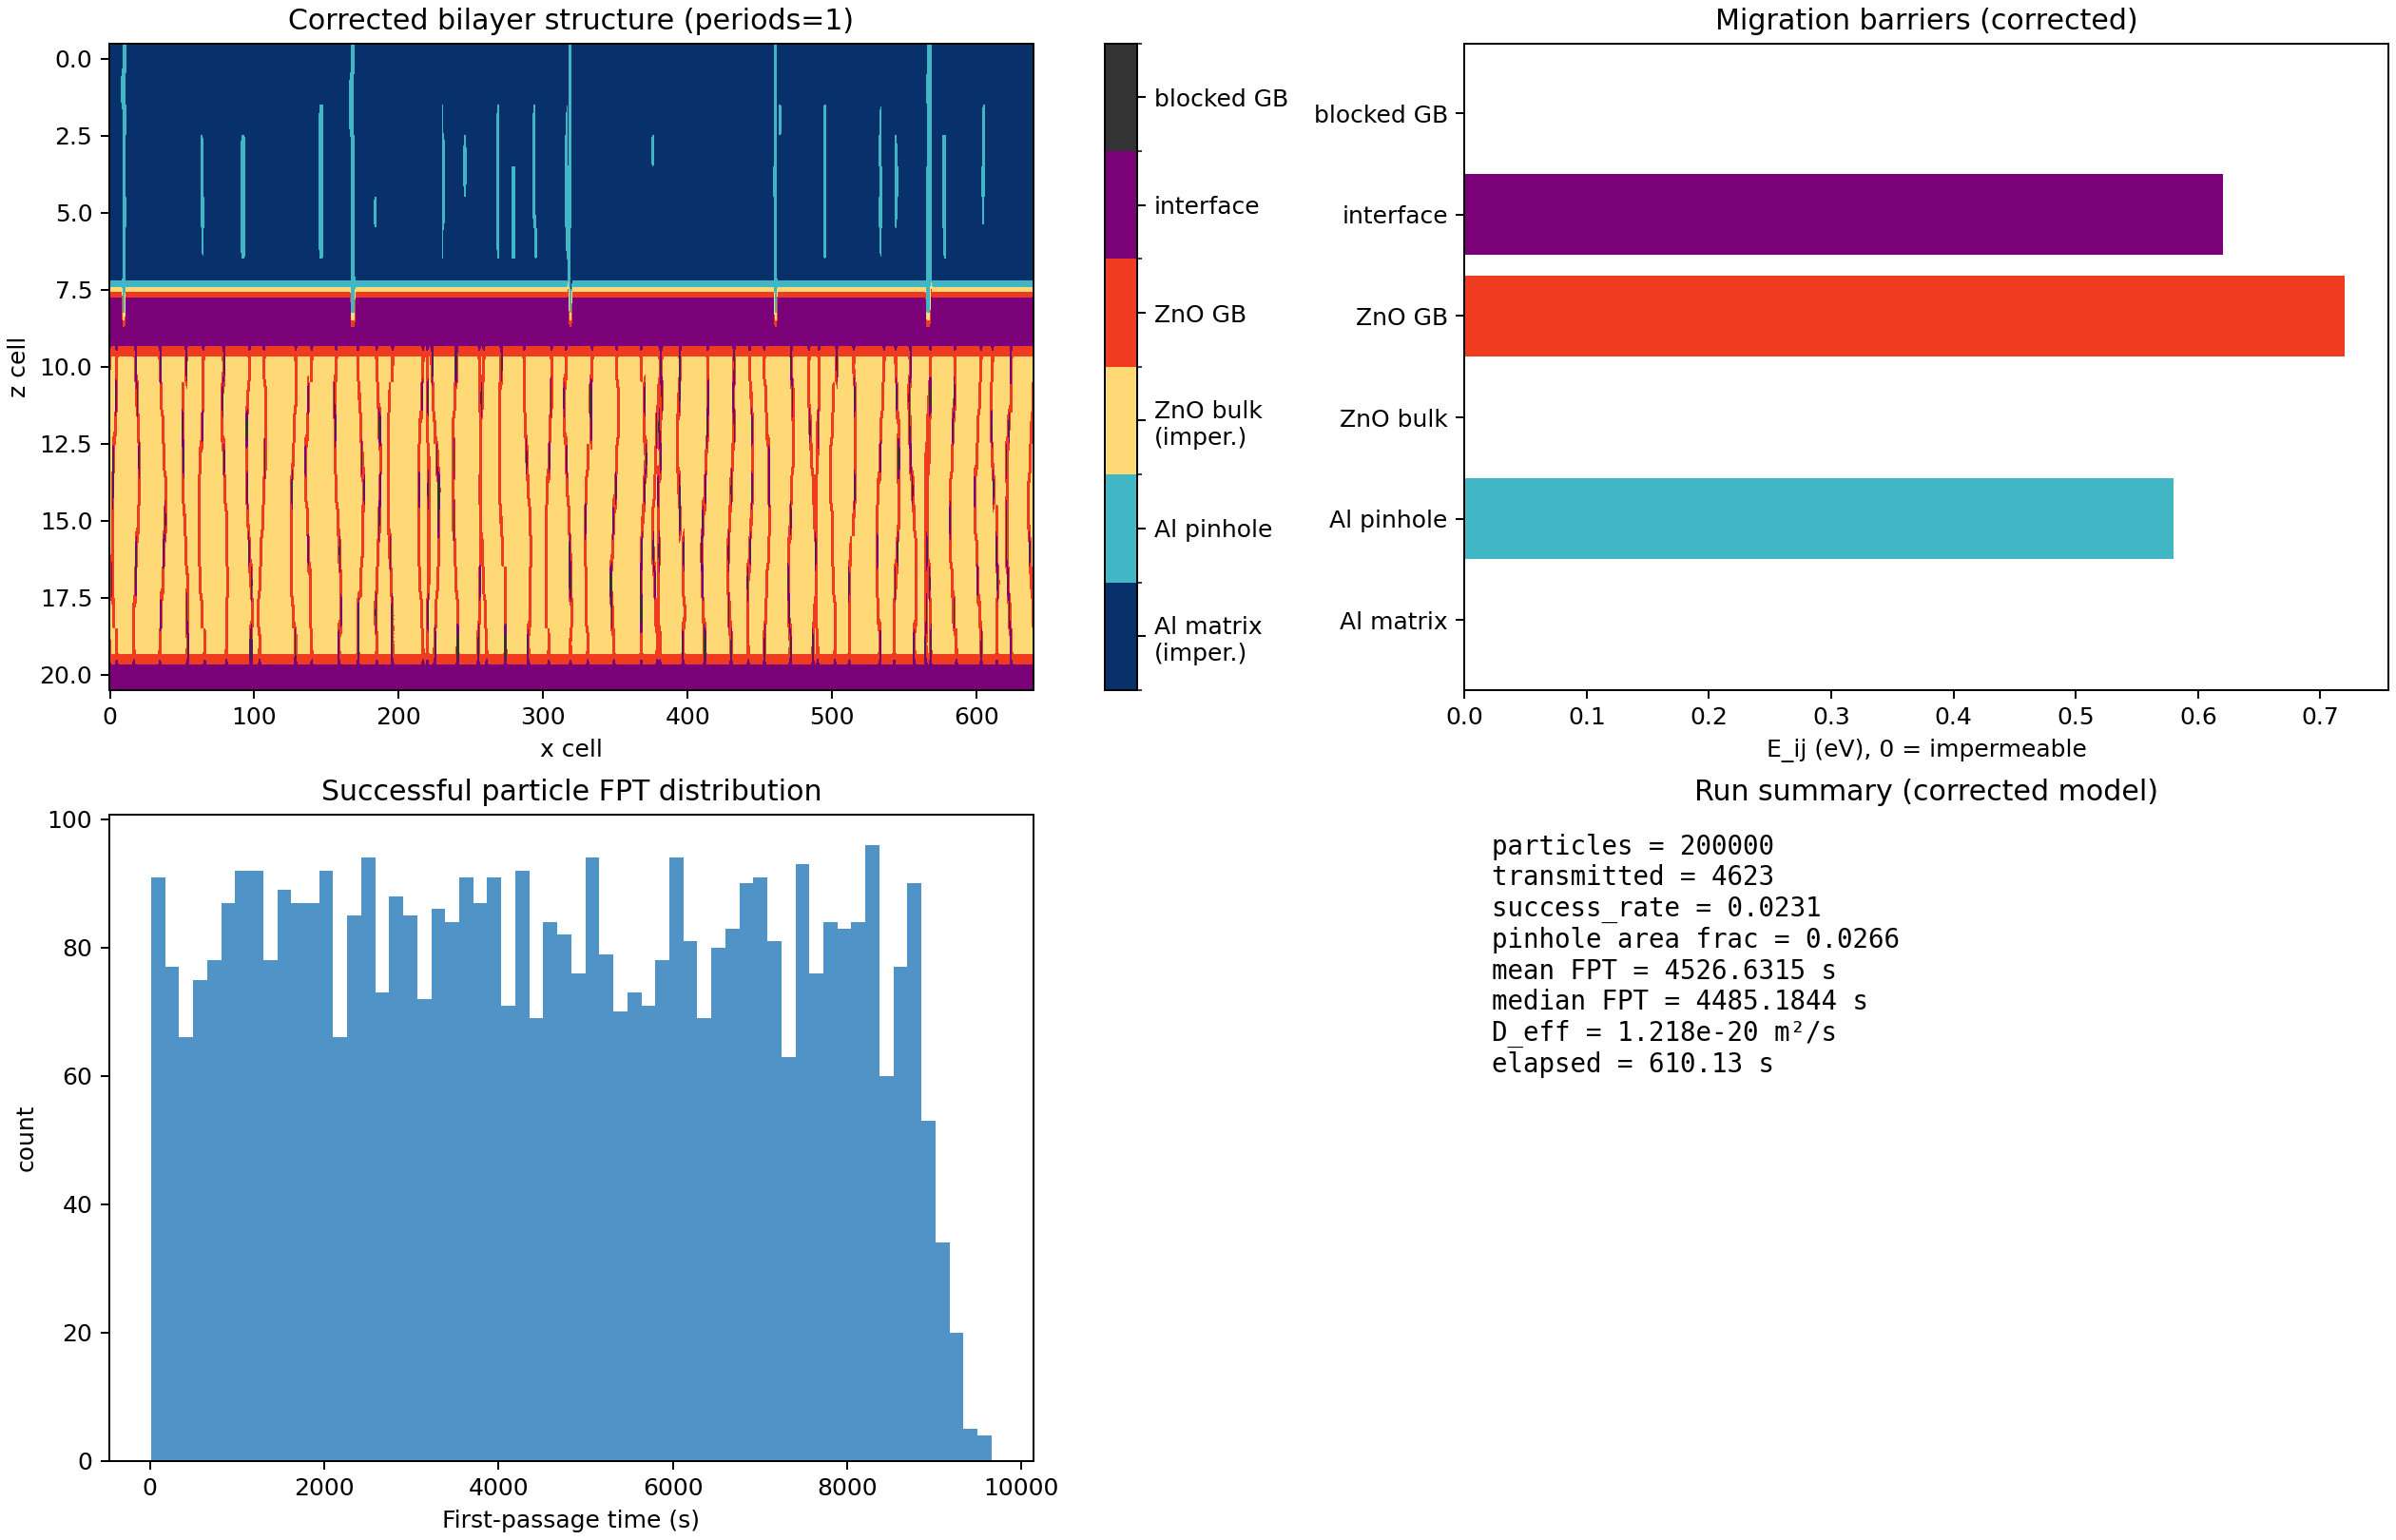 Corrected bilayer structure (periods=1)
0.0
2.5
5.0
7.5
10.0
12.5
15.0
17.5
20.0
z cell
0
100
200
300
400
500
600
x cell
blocked GB
interface
ZnO GB
ZnO bulk
(imper.)
Al pinhole
Al matrix
(imper.)
Migration barriers (corrected)
blocked GB
interface
ZnO GB
ZnO bulk
Al pinhole
Al matrix
0.0
0.1
0.2
0.3
0.4
0.5
0.6
0.7
E_ij (eV), 0 = impermeable
Successful particle FPT distribution
100
80
60
40
20
0
count
0
2000
4000
6000
8000
10000
First-passage time (s)
Run summary (corrected model)
particles = 200000
transmitted = 4623
success_rate = 0.0231
pinhole area frac = 0.0266
mean FPT = 4526.6315 s
median FPT = 4485.1844 s
D_eff = 1.218e-20 m²/s
elapsed = 610.13 s